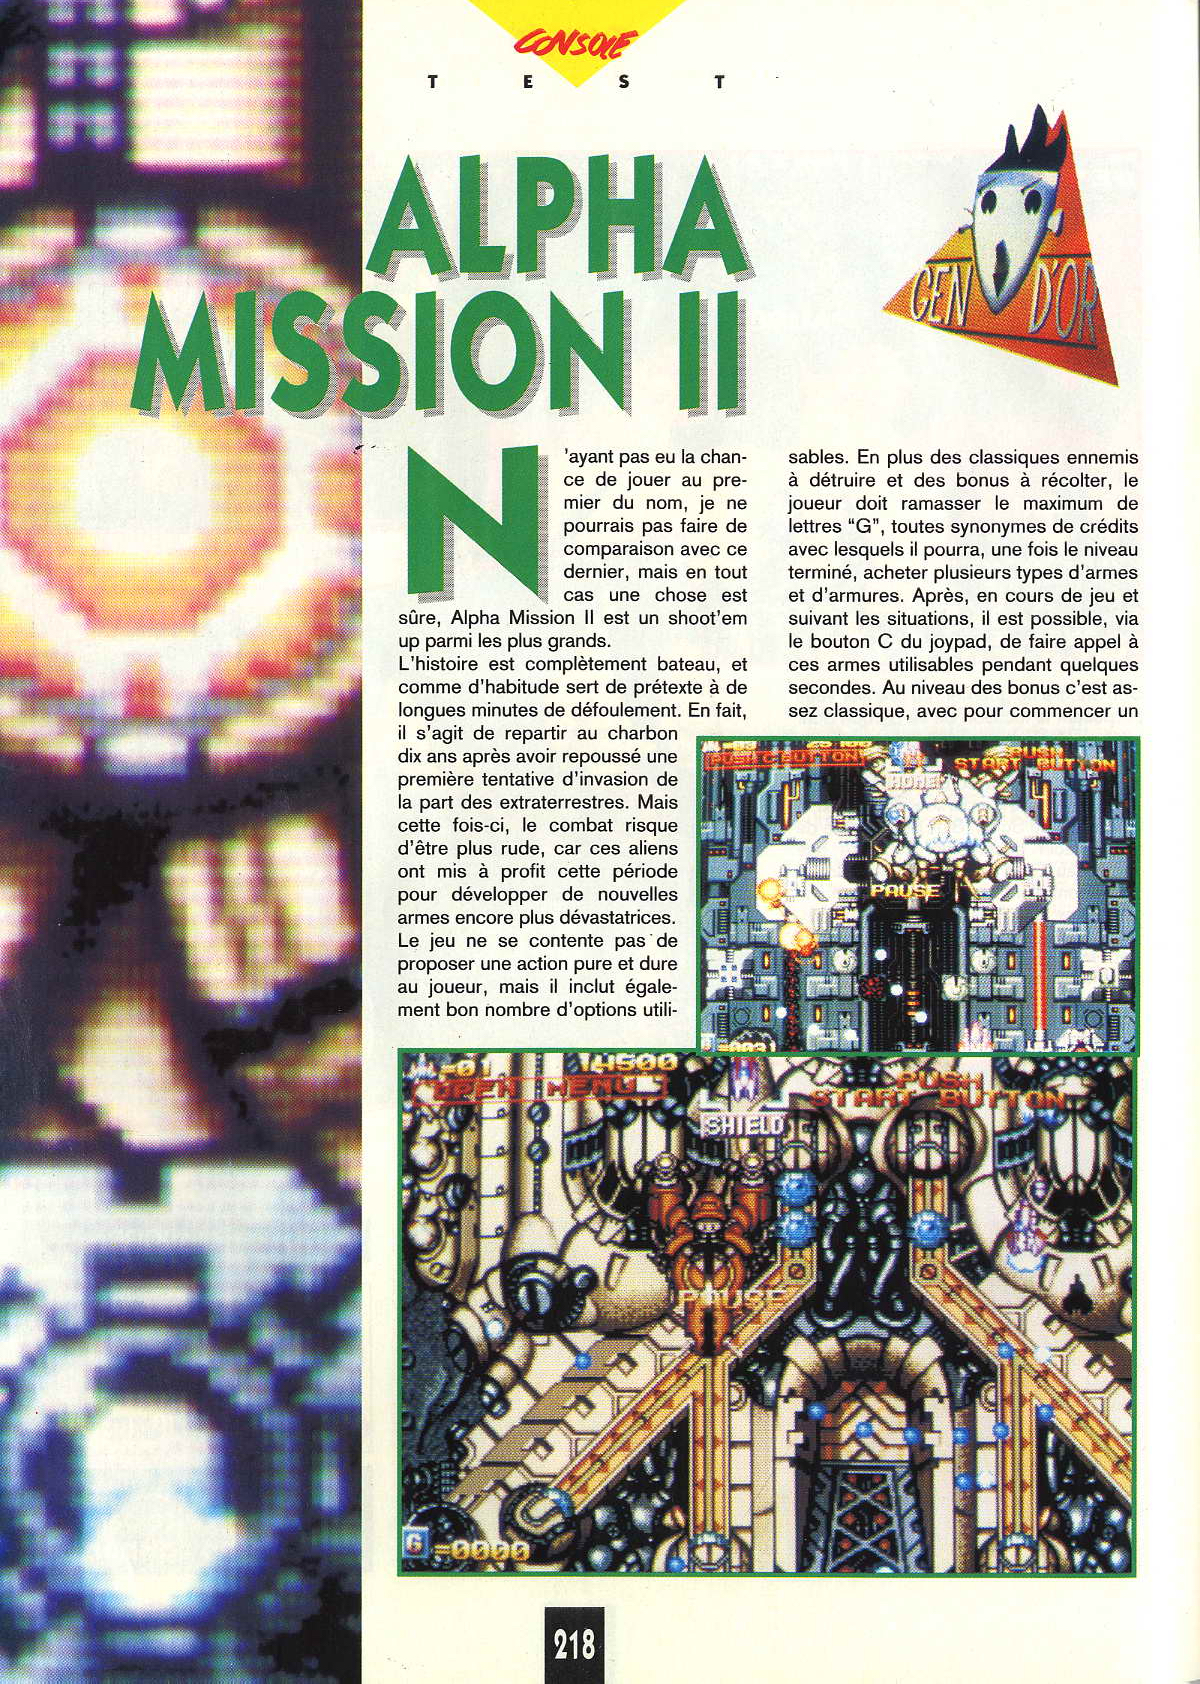 CONSOLE
T E S T
ALPHA
MISSION II
GEN D'OR
N
'ayant pas eu la chan-
ce de jouer au pre-
mier du nom, je ne
pourrais pas faire de
comparaison avec ce
dernier, mais en tout
cas une chose est
sûre, Alpha Mission II est un shoot'em
up parmi les plus grands.
L'histoire est complètement bateau, et
comme d'habitude sert de prétexte à de
longues minutes de défoulement. En fait,
il s'agit de repartir au charbon
dix ans après avoir repoussé une
première tentative d'invasion de
la part des extraterrestres. Mais
cette fois-ci, le combat risque
d'être plus rude, car ces aliens
ont mis à profit cette période
pour développer de nouvelles
armes encore plus dévastatrices.
Le jeu ne se contente pas de
proposer une action pure et dure
au joueur, mais il inclut égale-
ment bon nombre d'options utili-
sables. En plus des classiques ennemis
à détruire et des bonus à récolter, le
joueur doit ramasser le maximum de
lettres “G”, toutes synonymes de crédits
avec lesquels il pourra, une fois le niveau
terminé, acheter plusieurs types d'armes
et d'armures. Après, en cours de jeu et
suivant les situations, il est possible, via
le bouton C du joypad, de faire appel à
ces armes utilisables pendant quelques
secondes. Au niveau des bonus c'est as-
sez classique, avec pour commencer un
PUSH C BUTTON
PUSH
START BUTTON
HOMEI
PAUSE
=01 14500
OPEN MENU
PUSH
START BUTTON
SHIELD
PAUSE
G =0000
218